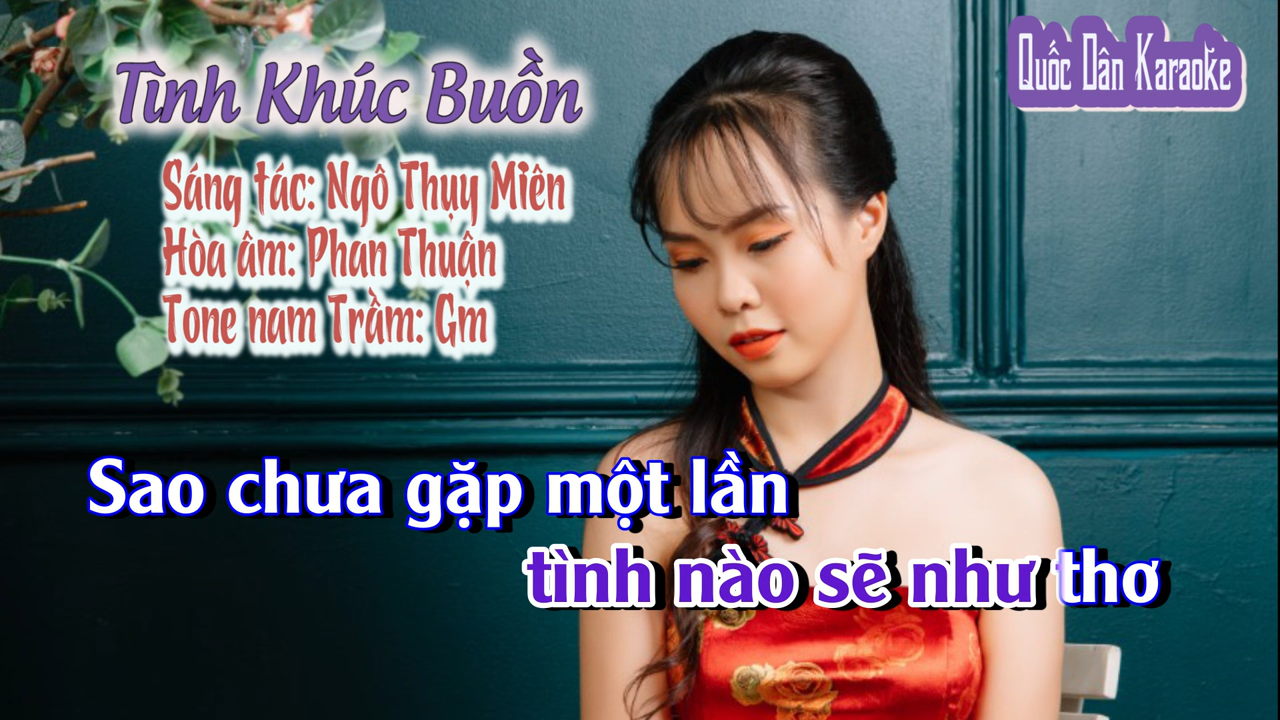 Tình Khúc Buồn
Quốc Dân Karaoke
Sáng tác: Ngô Thụy Miên
Hòa âm: Phan Thuận
Tone nam Trầm: Gm
Sao chưa gặp một lần
tình nào sẽ như thơ